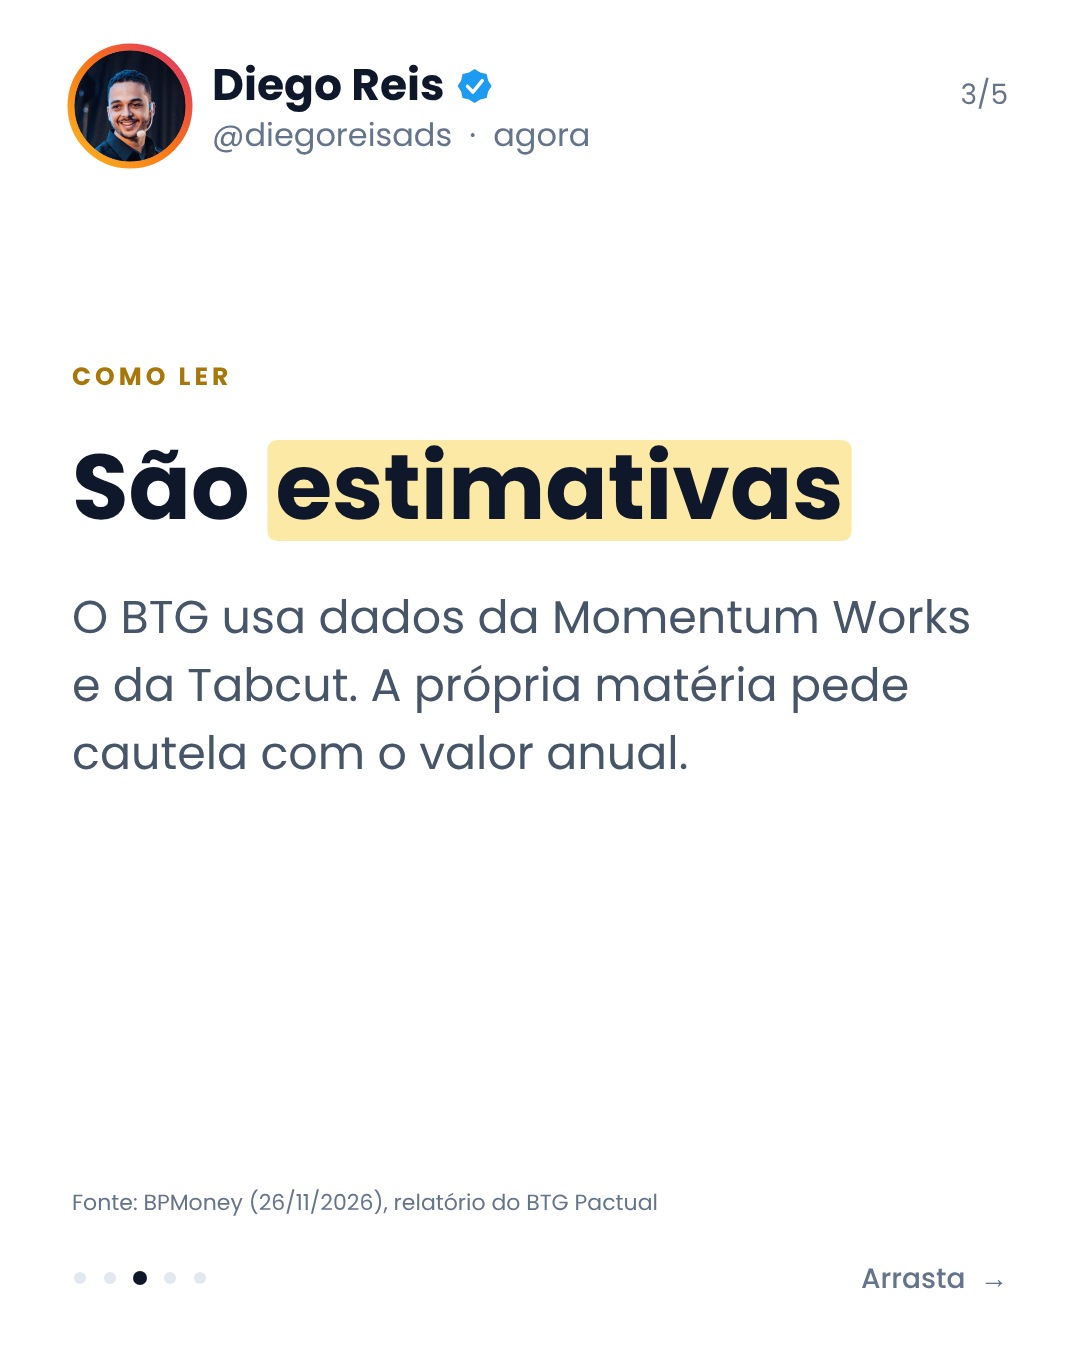 Diego Reis
@diegoreisads · agora
3/5
COMO LER
São estimativas
O BTG usa dados da Momentum Works
e da Tabcut. A própria matéria pede
cautela com o valor anual.
Fonte: BPMoney (26/11/2026), relatório do BTG Pactual
Arrasta →